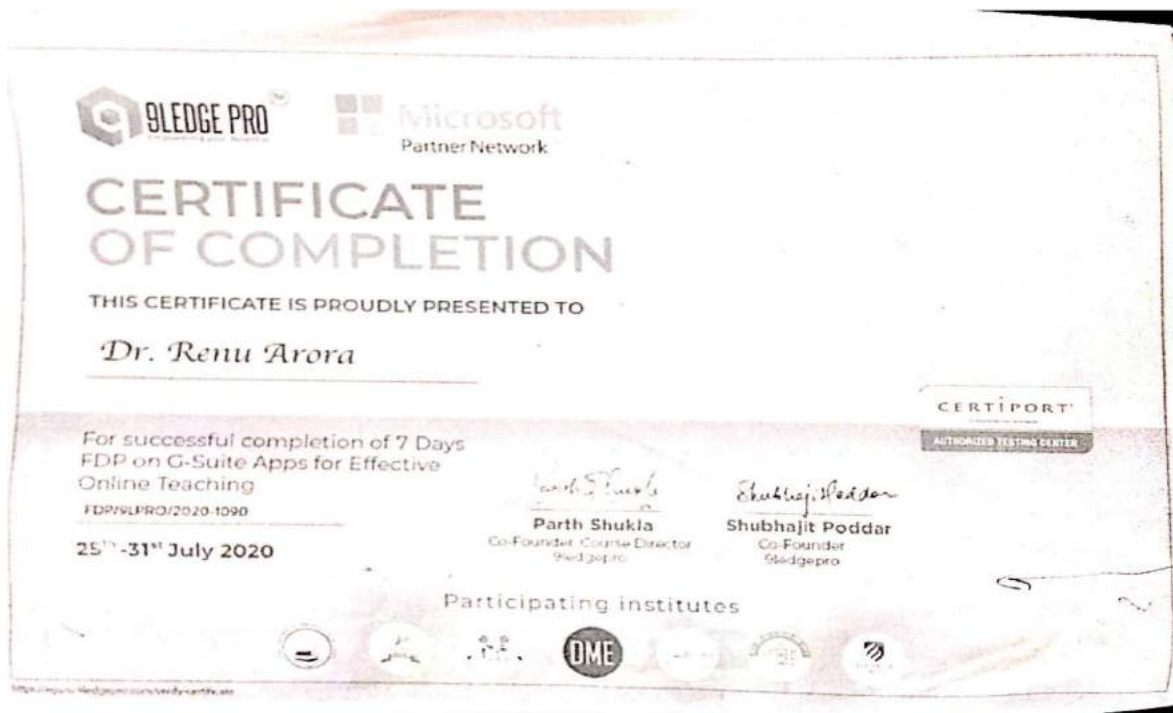 9LEDGE PRO
Microsoft
Partner Network
CERTIFICATE
OF COMPLETION
THIS CERTIFICATE IS PROUDLY PRESENTED TO
Dr. Renu Arora
CERTIPORT
AUTHORIZED TESTING CENTER
For successful completion of 7 Days
FDP on G-Suite Apps for Effective
Online Teaching
FDP/9LPRO/2020-1090
25th-31st July 2020
Parth Shukla
Co-Founder, Course Director
9ledgepro
Shubhajit Poddar
Shubhajit Poddar
Co-Founder
9ledgepro
Participating institutes
DME